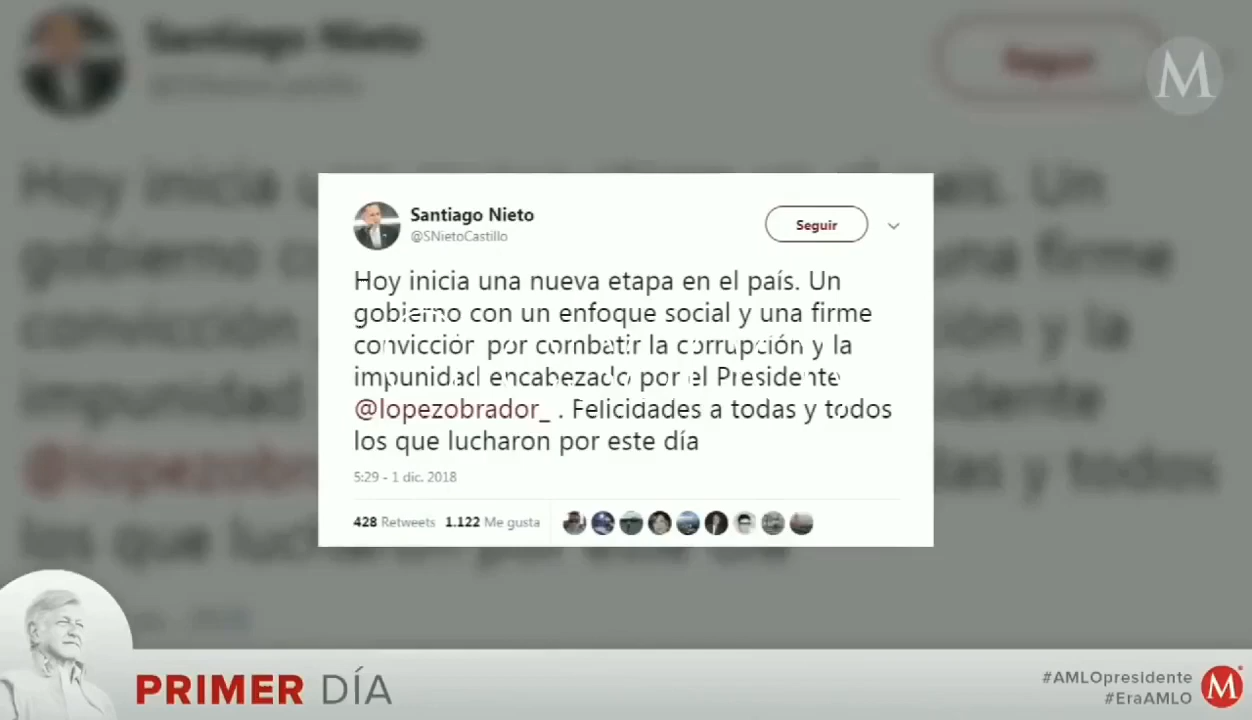 M
Santiago Nieto
@SNietoCastillo
Seguir
Hoy inicia una nueva etapa en el país. Un
gobierno con un enfoque social y una firme
convicción por combatir la corrupción y la
impunidad encabezado por el Presidente
@lopezobrador_ . Felicidades a todas y todos
los que lucharon por este día
5:29 - 1 dic. 2018
428 Retweets 1.122 Me gusta
PRIMER DÍA
#AMLOpresidente
#EraAMLO
M